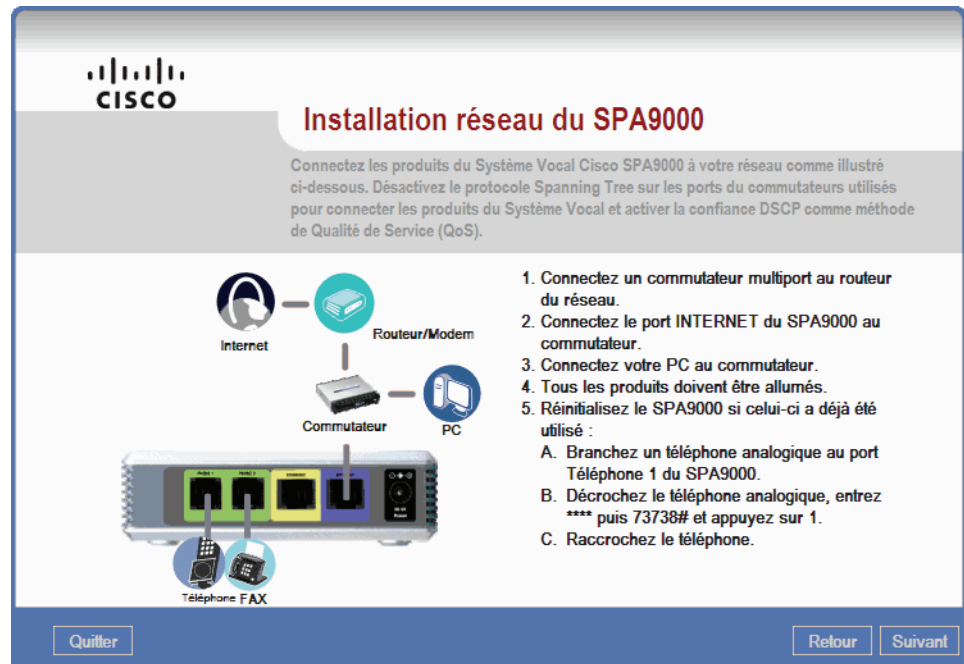 CISCO
Installation réseau du SPA9000
Connectez les produits du Système Vocal Cisco SPA9000 à votre réseau comme illustré
ci-dessous. Désactivez le protocole Spanning Tree sur les ports du commutateurs utilisés
pour connecter les produits du Système Vocal et activer la confiance DSCP comme méthode
de Qualité de Service (QoS).
Internet
Routeur/Modem
Commutateur
PC
PHONE 1
PHONE 2
ETHERNET
Power
Téléphone
FAX
1. Connectez un commutateur multiport au routeur
du réseau.
2. Connectez le port INTERNET du SPA9000 au
commutateur.
3. Connectez votre PC au commutateur.
4. Tous les produits doivent être allumés.
5. Réinitialisez le SPA9000 si celui-ci a déjà été
utilisé :
A. Branchez un téléphone analogique au port
Téléphone 1 du SPA9000.
B. Décrochez le téléphone analogique, entrez
**** puis 73738# et appuyez sur 1.
C. Raccrochez le téléphone.
Quitter
Retour
Suivant